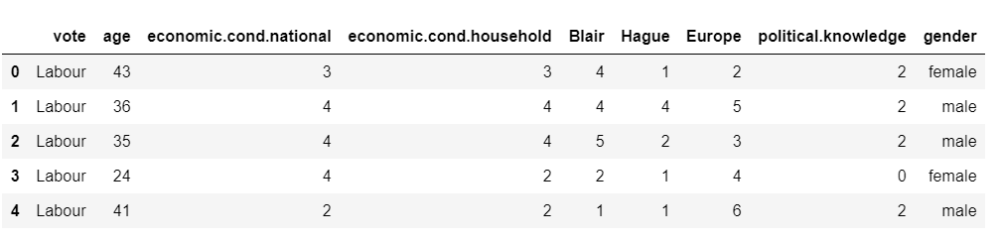 vote age economic.cond.national economic.cond.household Blair Hague Europe political.knowledge gender
0 Labour 43 3 3 4 1 2 2 female
1 Labour 36 4 4 4 4 5 2 male
2 Labour 35 4 4 5 2 3 2 male
3 Labour 24 4 2 2 1 4 0 female
4 Labour 41 2 2 1 1 6 2 male